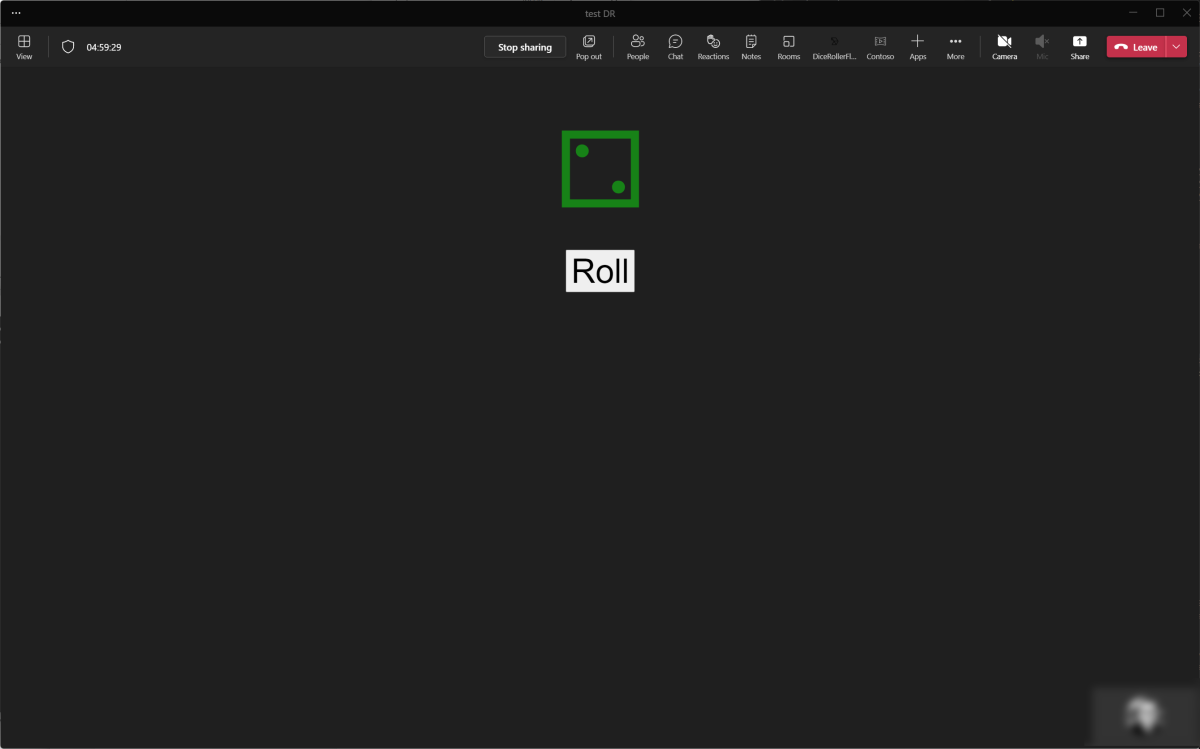 test DR
View
04:59:29
Stop sharing
Pop out
People
Chat
Reactions
Notes
Rooms
DiceRollerFl...
Contoso
Apps
More
Camera
Mic
Share
Leave
Roll